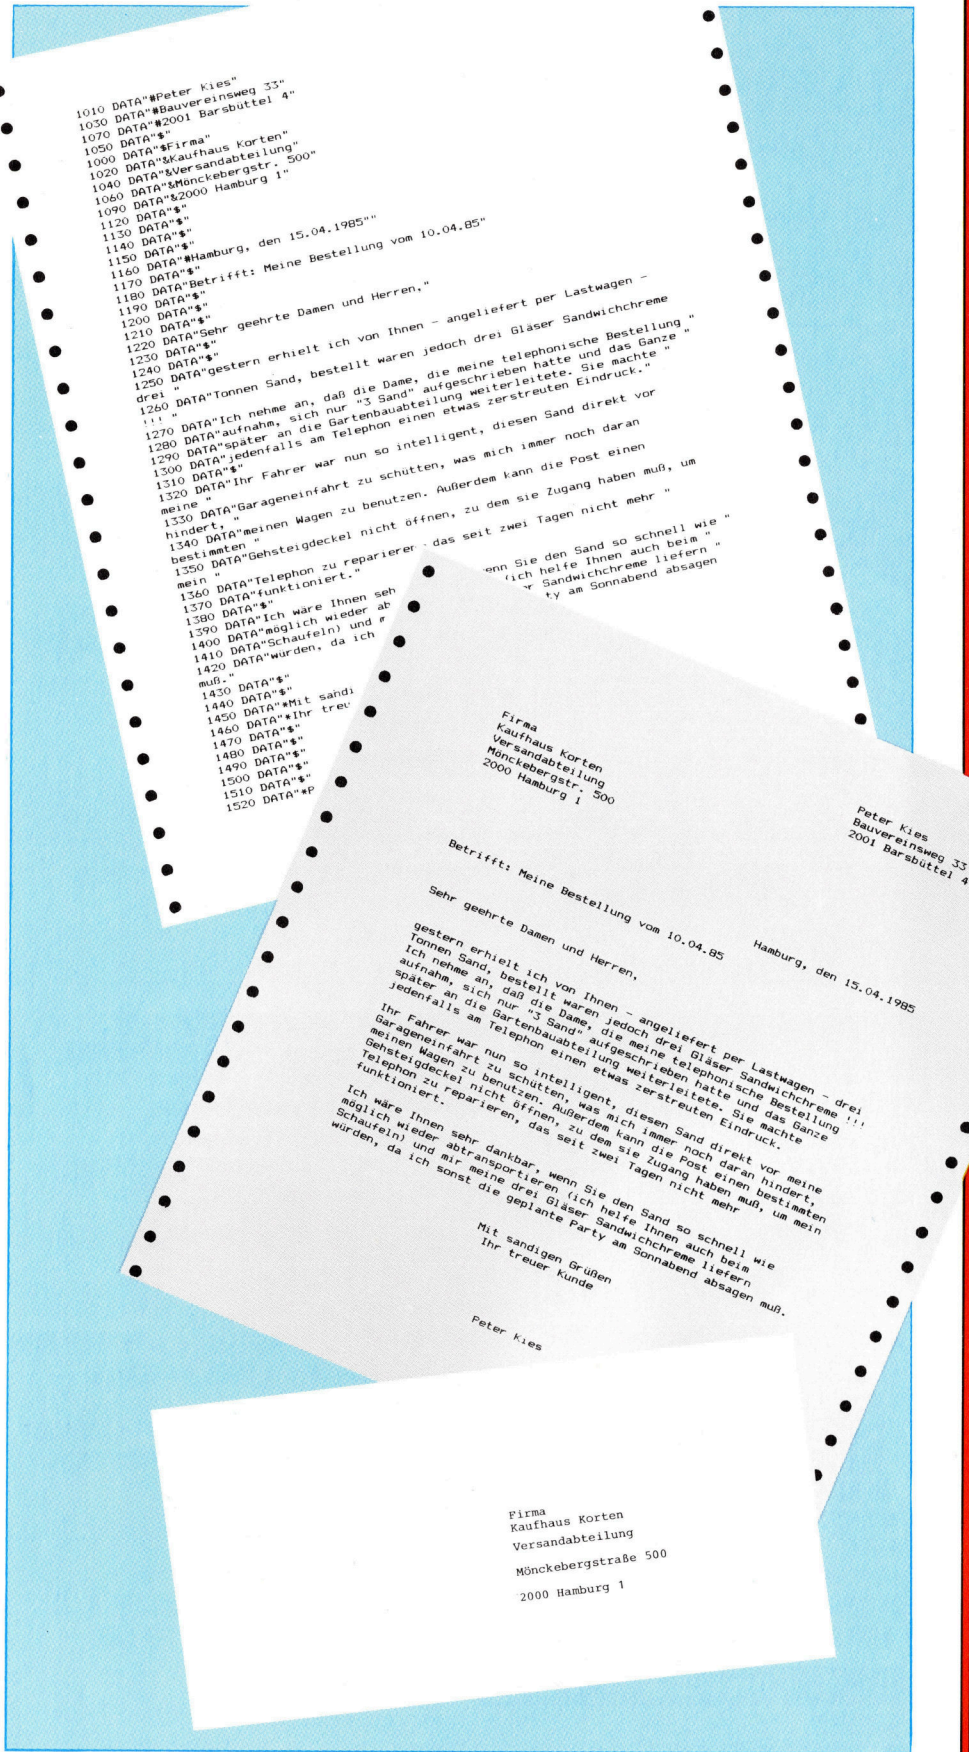 1010 DATA"#Peter Kies"
1030 DATA"#Bauvereinsweg 33"
1070 DATA"#2001 Barsbüttel 4"
1050 DATA"$"
1000 DATA"$Firma"
1020 DATA"&Kaufhaus Korten"
1040 DATA"&Versandabteilung"
1060 DATA"&Mönckebergstr. 500"
1090 DATA"&2000 Hamburg 1"
1120 DATA"$"
1130 DATA"$"
1140 DATA"$"
1150 DATA"$"
1160 DATA"#Hamburg, den 15.04.1985""
1170 DATA"$"
1180 DATA"Betrifft: Meine Bestellung vom 10.04.85"
1190 DATA"$"
1200 DATA"$"
1210 DATA"$"
1220 DATA"Sehr geehrte Damen und Herren,"
1230 DATA"$"
1240 DATA"$"
1250 DATA"gestern erhielt ich von Ihnen - angeliefert per Lastwagen -
drei "
1260 DATA"Tonnen Sand, bestellt waren jedoch drei Gläser Sandwichchreme
!!! "
1270 DATA"Ich nehme an, daß die Dame, die meine telephonische Bestellung "
1280 DATA"aufnahm, sich nur "3 Sand" aufgeschrieben hatte und das Ganze "
1290 DATA"später an die Gartenbauabteilung weiterleitete. Sie machte "
1300 DATA"jedenfalls am Telephon einen etwas zerstreuten Eindruck."
1310 DATA"$"
1320 DATA"Ihr Fahrer war nun so intelligent, diesen Sand direkt vor
meine "
1330 DATA"Garageneinfahrt zu schütten, was mich immer noch daran
hindert, "
1340 DATA"meinen Wagen zu benutzen. Außerdem kann die Post einen
bestimmten "
1350 DATA"Gehsteigdeckel nicht öffnen, zu dem sie Zugang haben muß, um
mein "
1360 DATA"Telephon zu reparieren, das seit zwei Tagen nicht mehr "
1370 DATA"funktioniert."
1380 DATA"$"
1390 DATA"Ich wäre Ihnen seh enn Sie den Sand so schnell wie "
1400 DATA"möglich wieder ab (ich helfe Ihnen auch beim "
1410 DATA"Schaufeln) und m r Sandwichchreme liefern "
1420 DATA"würden, da ich ty am Sonnabend absagen
muß."
1430 DATA"$"
1440 DATA"$"
1450 DATA"*Mit sandi
1460 DATA"*Ihr treu
1470 DATA"$"
1480 DATA"$"
1490 DATA"$"
1500 DATA"$"
1510 DATA"$"
1520 DATA"*P
Firma
Kaufhaus Korten
Versandabteilung
Mönckebergstr. 500
2000 Hamburg 1
Peter Kies
Bauvereinsweg 33
2001 Barsbüttel 4
Hamburg, den 15.04.1985
Betrifft: Meine Bestellung vom 10.04.85
Sehr geehrte Damen und Herren,
gestern erhielt ich von Ihnen - angeliefert per Lastwagen - drei
Tonnen Sand, bestellt waren jedoch drei Gläser Sandwichchreme !!!
Ich nehme an, daß die Dame, die meine telephonische Bestellung
aufnahm, sich nur "3 Sand" aufgeschrieben hatte und das Ganze
später an die Gartenbauabteilung weiterleitete. Sie machte
jedenfalls am Telephon einen etwas zerstreuten Eindruck.
Ihr Fahrer war nun so intelligent, diesen Sand direkt vor meine
Garageneinfahrt zu schütten, was mich immer noch daran hindert,
meinen Wagen zu benutzen. Außerdem kann die Post einen bestimmten
Gehsteigdeckel nicht öffnen, zu dem sie Zugang haben muß, um mein
Telephon zu reparieren, das seit zwei Tagen nicht mehr
funktioniert.
Ich wäre Ihnen sehr dankbar, wenn Sie den Sand so schnell wie
möglich wieder abtransportieren (ich helfe Ihnen auch beim
Schaufeln) und mir meine drei Gläser Sandwichchreme liefern
würden, da ich sonst die geplante Party am Sonnabend absagen muß.
Mit sandigen Grüßen
Ihr treuer Kunde
Peter Kies
Firma
Kaufhaus Korten
Versandabteilung
Mönckebergstraße 500
2000 Hamburg 1